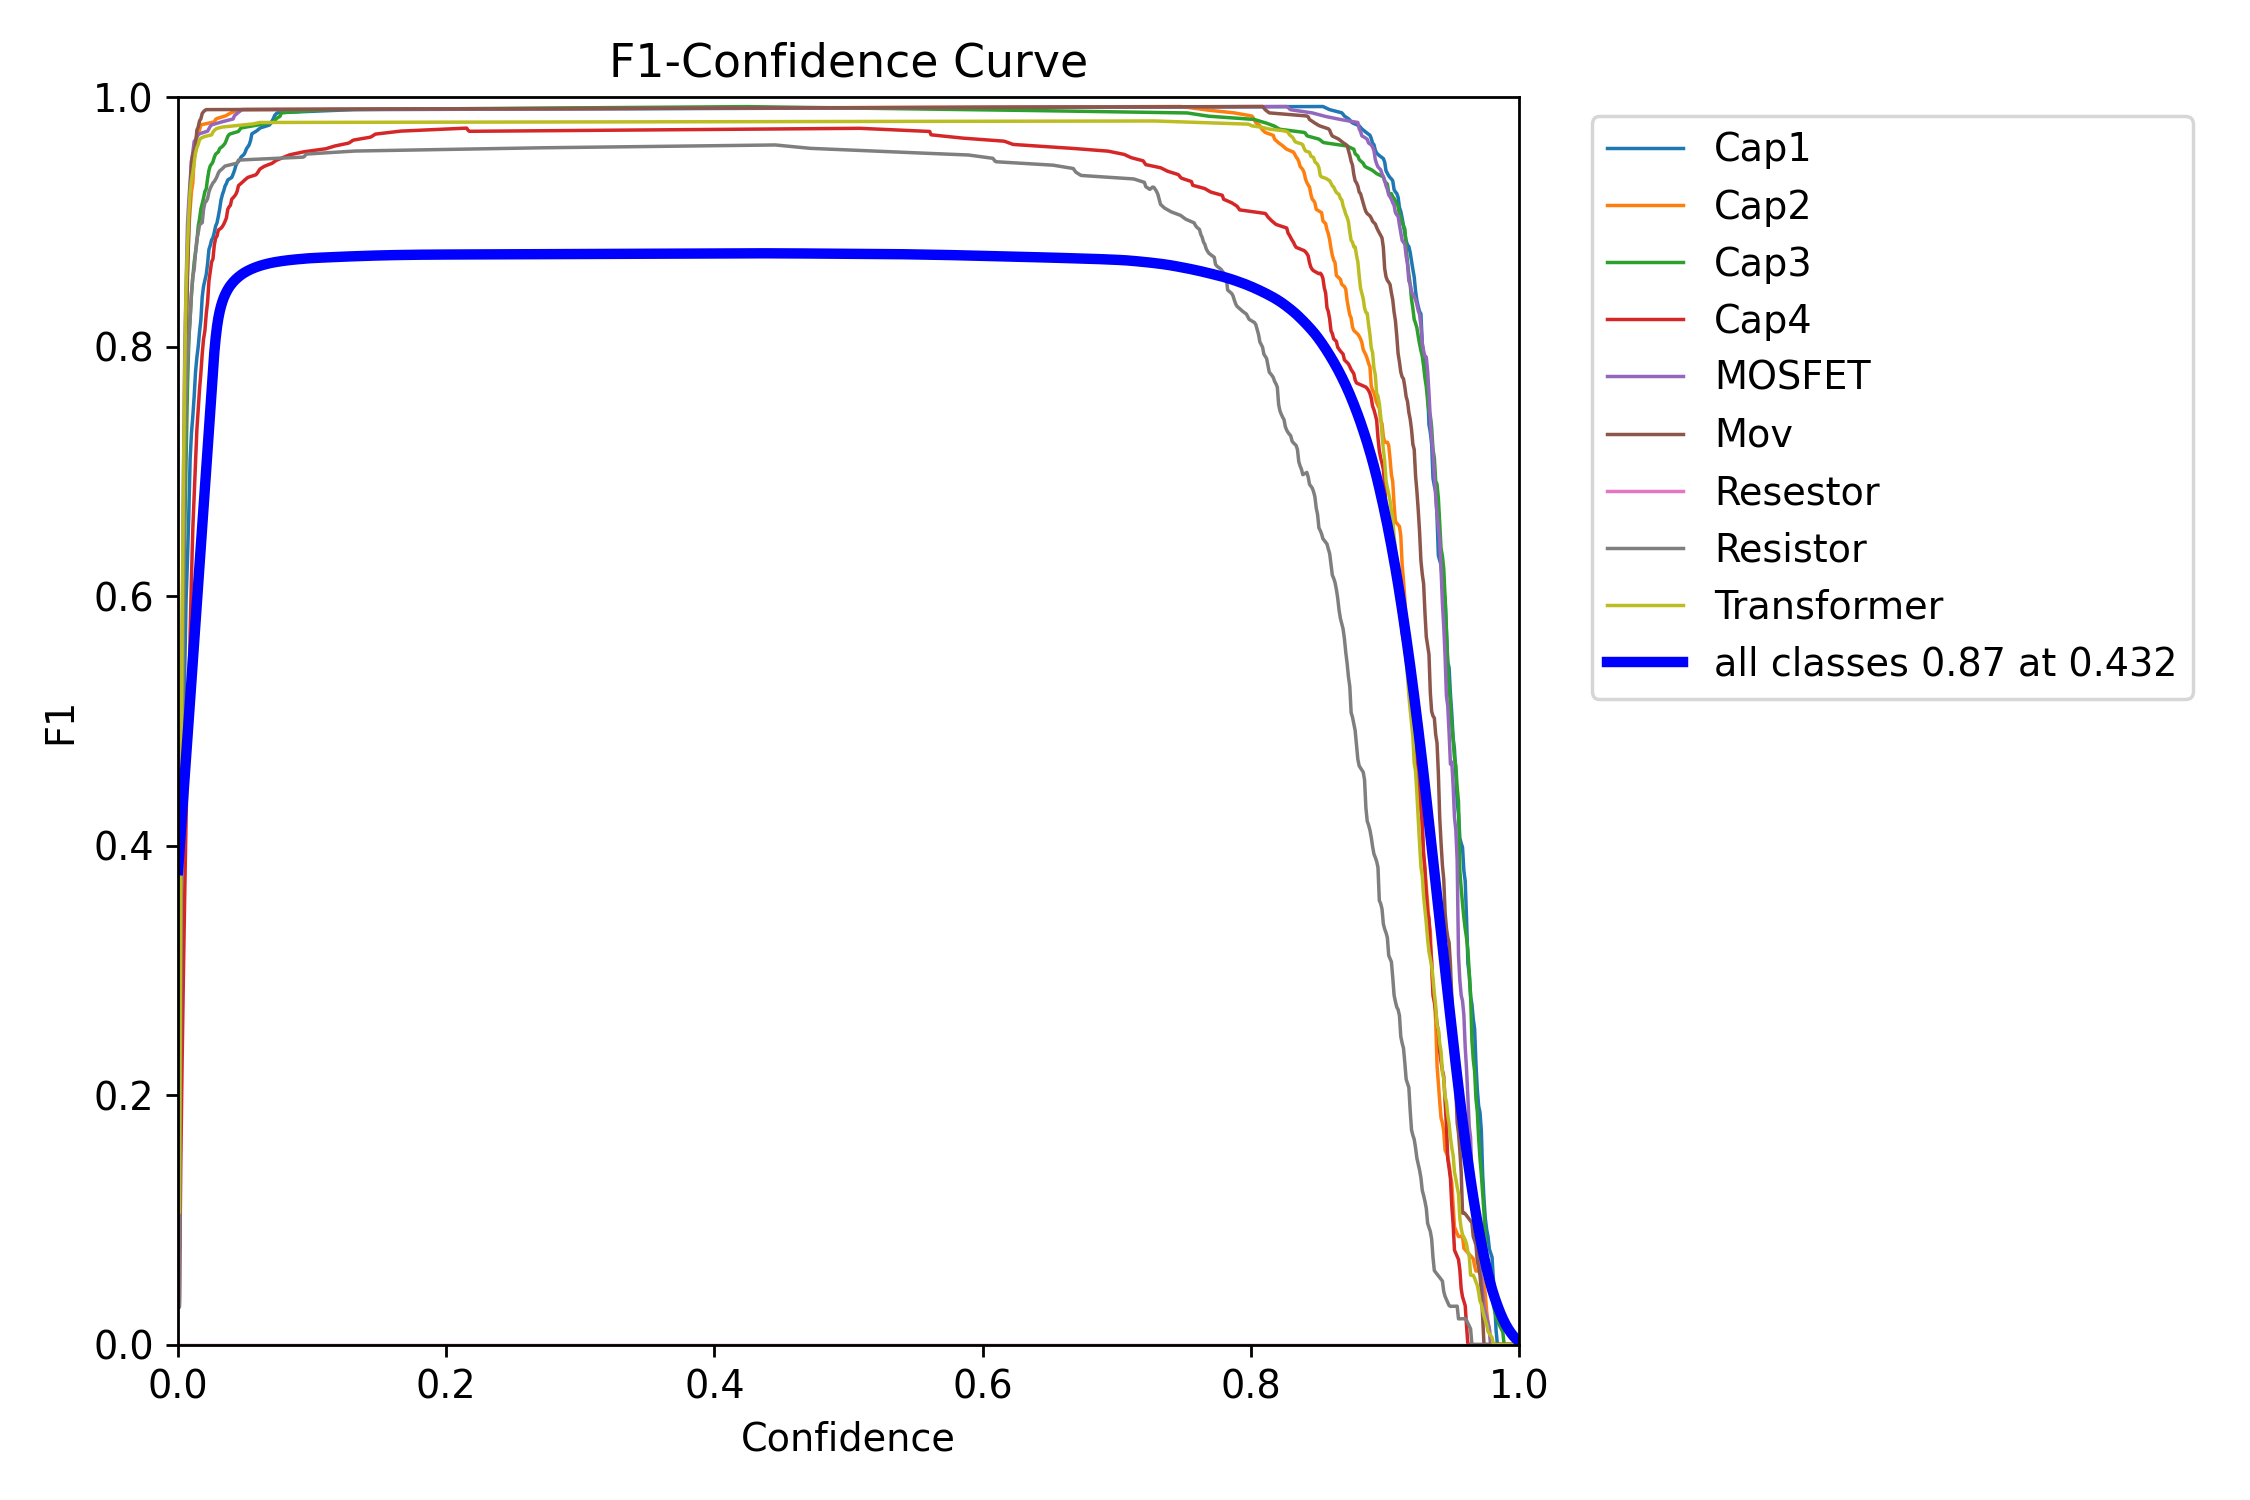 F1-Confidence Curve
1.0
0.8
0.6
0.4
0.2
0.0
F1
0.0 0.2 0.4 0.6 0.8 1.0
Confidence
Cap1
Cap2
Cap3
Cap4
MOSFET
Mov
Resestor
Resistor
Transformer
all classes 0.87 at 0.432